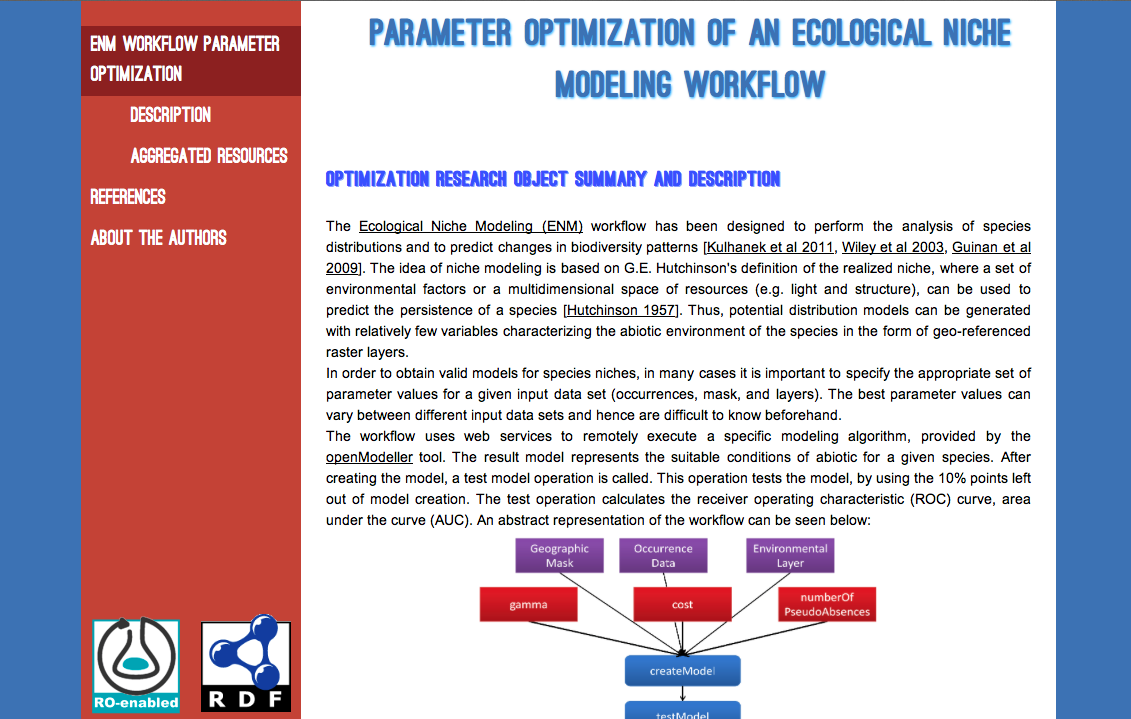 ENM WORKFLOW PARAMETER
OPTIMIZATION
DESCRIPTION
AGGREGATED RESOURCES
REFERENCES
ABOUT THE AUTHORS
RO-enabled
RDF
PARAMETER OPTIMIZATION OF AN ECOLOGICAL NICHE
MODELING WORKFLOW
OPTIMIZATION RESEARCH OBJECT SUMMARY AND DESCRIPTION
The Ecological Niche Modeling (ENM) workflow has been designed to perform the analysis of species
distributions and to predict changes in biodiversity patterns [Kulhanek et al 2011, Wiley et al 2003, Guinan et al
2009]. The idea of niche modeling is based on G.E. Hutchinson's definition of the realized niche, where a set of
environmental factors or a multidimensional space of resources (e.g. light and structure), can be used to
predict the persistence of a species [Hutchinson 1957]. Thus, potential distribution models can be generated
with relatively few variables characterizing the abiotic environment of the species in the form of geo-referenced
raster layers.
In order to obtain valid models for species niches, in many cases it is important to specify the appropriate set of
parameter values for a given input data set (occurrences, mask, and layers). The best parameter values can
vary between different input data sets and hence are difficult to know beforehand.
The workflow uses web services to remotely execute a specific modeling algorithm, provided by the
openModeller tool. The result model represents the suitable conditions of abiotic for a given species. After
creating the model, a test model operation is called. This operation tests the model, by using the 10% points left
out of model creation. The test operation calculates the receiver operating characteristic (ROC) curve, area
under the curve (AUC). An abstract representation of the workflow can be seen below:
Geographic
Mask
Occurrence
Data
Environmental
Layer
gamma
cost
numberOf
PseudoAbsences
createModel
testModel